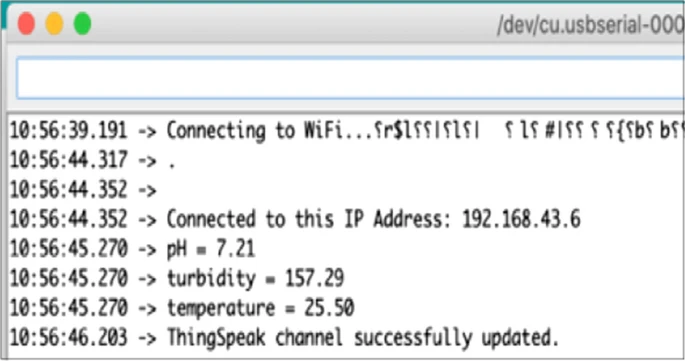 /dev/cu.usbserial-000
10:56:39.191 -> Connecting to WiFi...⸮r$l⸮⸮|⸮l⸮| ⸮ l⸮ #|⸮⸮ ⸮ ⸮{⸮b⸮ b⸮⸮
10:56:44.317 -> .
10:56:44.352 ->
10:56:44.352 -> Connected to this IP Address: 192.168.43.6
10:56:45.270 -> pH = 7.21
10:56:45.270 -> turbidity = 157.29
10:56:45.270 -> temperature = 25.50
10:56:46.203 -> ThingSpeak channel successfully updated.